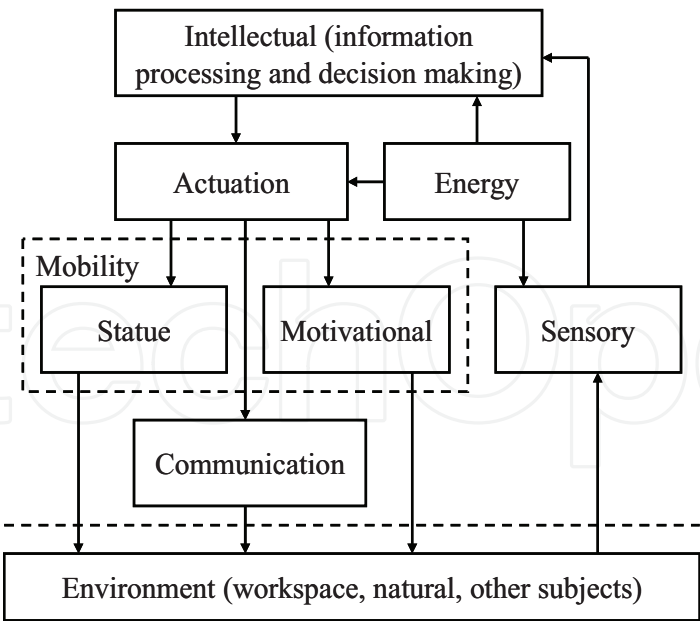 Intellectual (information
processing and decision making)
Actuation
Energy
Mobility
Statue
Motivational
Sensory
Communication
Environment (workspace, natural, other subjects)